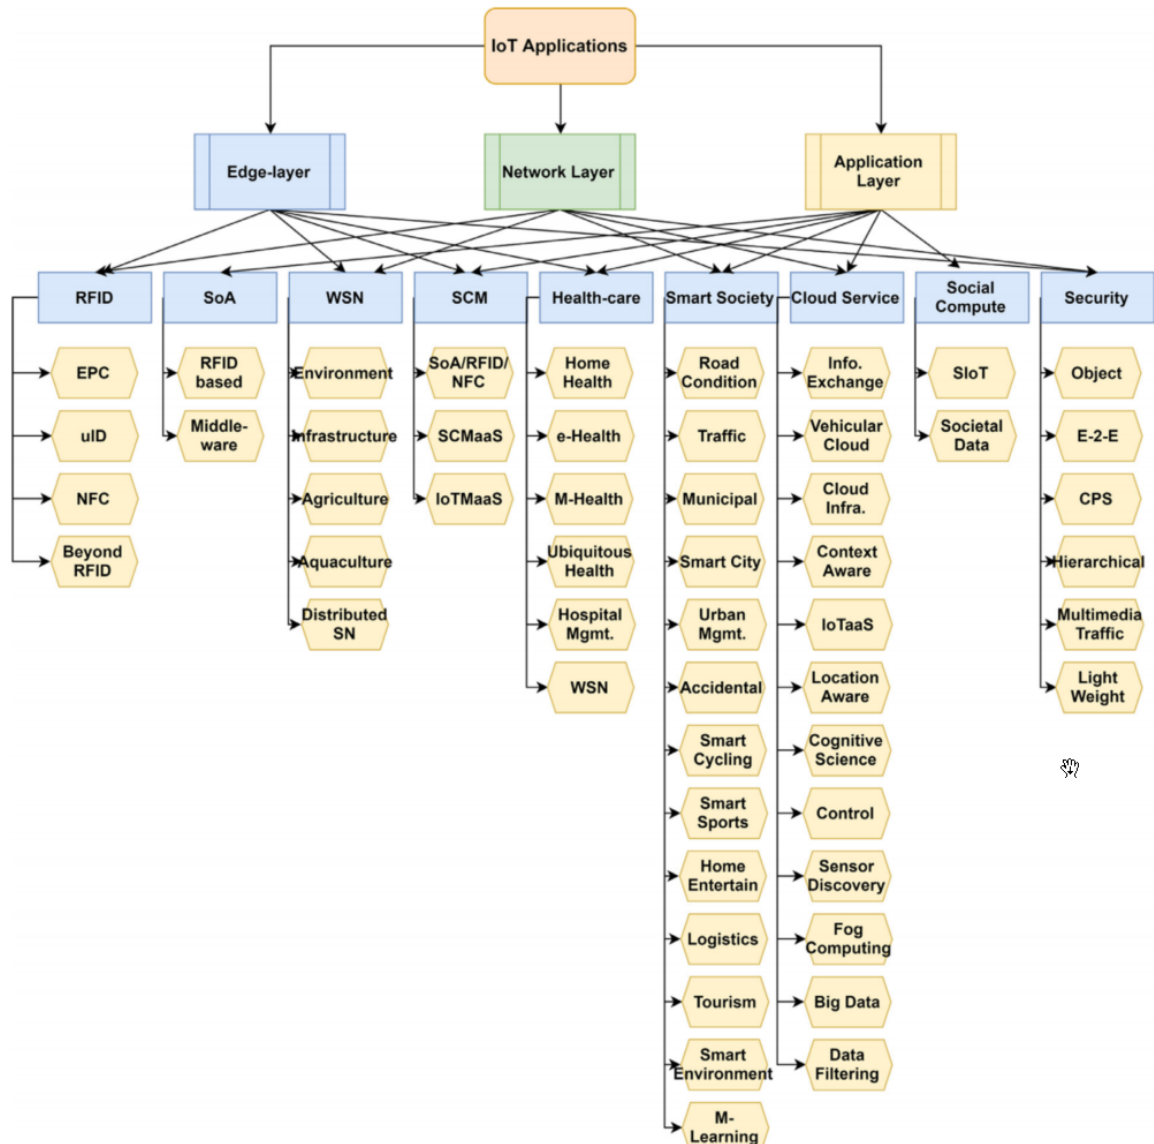 IoT Applications
Edge-layer
Network Layer
Application
Layer
RFID
SoA
WSN
SCM
Health-care
Smart Society
Cloud Service
Social
Compute
Security
EPC
uID
NFC
Beyond
RFID
RFID
based
Middle-
ware
Environment
Infrastructure
Agriculture
Aquaculture
Distributed
SN
SoA/RFID/
NFC
SCMaaS
IoTMaaS
Home
Health
e-Health
M-Health
Ubiquitous
Health
Hospital
Mgmt.
WSN
Road
Condition
Traffic
Municipal
Smart City
Urban
Mgmt.
Accidental
Smart
Cycling
Smart
Sports
Home
Entertain
Logistics
Tourism
Smart
Environment
M-
Learning
Info.
Exchange
Vehicular
Cloud
Cloud
Infra.
Context
Aware
IoTaaS
Location
Aware
Cognitive
Science
Control
Sensor
Discovery
Fog
Computing
Big Data
Data
Filtering
SIoT
Societal
Data
Object
E-2-E
CPS
Hierarchical
Multimedia
Traffic
Light
Weight